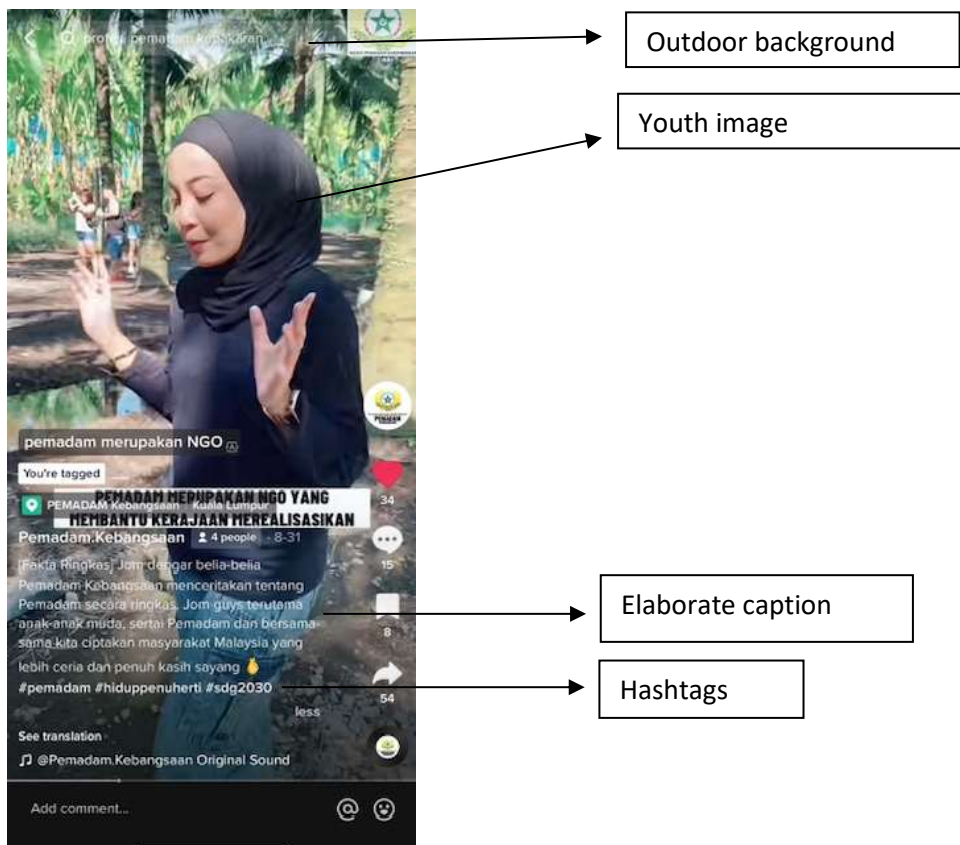 Outdoor background
Youth image
pemadam merupakan NGO
You're tagged
PEMADAM Kebangsaan Kuala Lumpur
PEMADAM MERUPAKAN NGO YANG
MEMBANTU KERAJAAN MEREALISASIKAN
Pemadam.Kebangsaan 4 people · 8-31
[Fakta Ringkas] Jom dengar belia-belia
Pemadam Kebangsaan menceritakan tentang
Pemadam secara ringkas. Jom guys terutama
anak-anak muda, sertai Pemadam dan bersama-
sama kita ciptakan masyarakat Malaysia yang
lebih ceria dan penuh kasih sayang
#pemadam #hiduppenuherti #sdg2030
less
See translation
@Pemadam.Kebangsaan Original Sound
Add comment...
PEMADAM
34
15
8
54
Elaborate caption
Hashtags